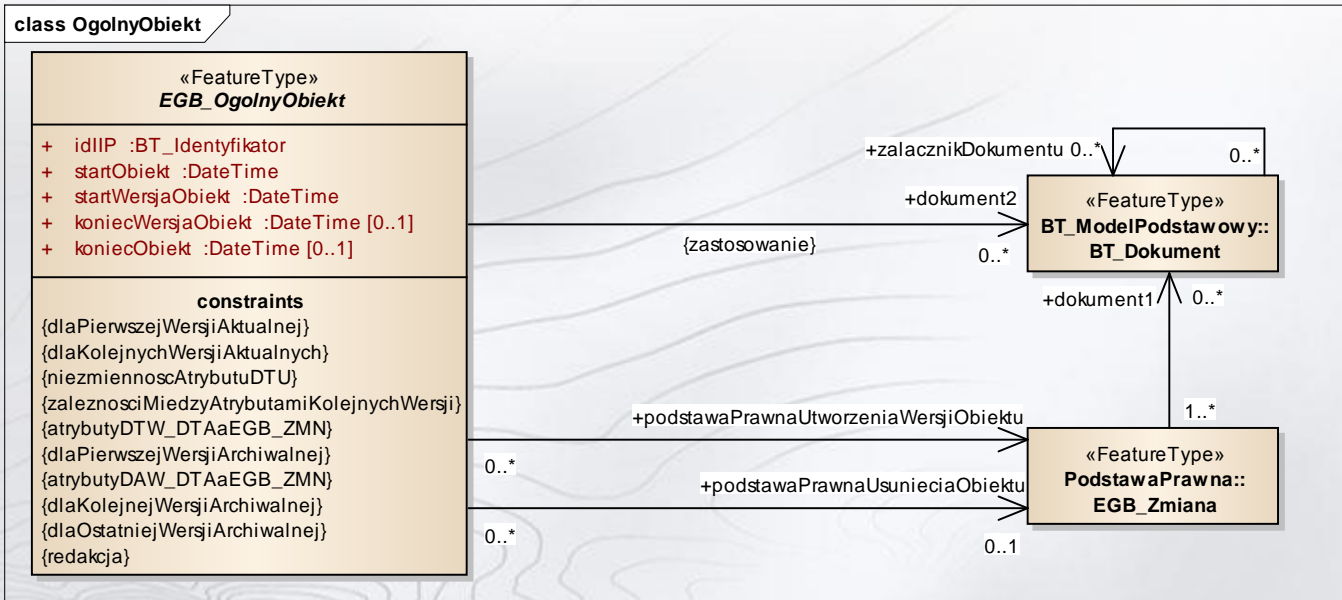 class OgolnyObiekt
«FeatureType»
EGB_OgolnyObiekt
+ idIIP :BT_Identyfikator
+ startObiekt :DateTime
+ startWersjaObiekt :DateTime
+ koniecWersjaObiekt :DateTime [0..1]
+ koniecObiekt :DateTime [0..1]
constraints
{dlaPierwszejWersjiAktualnej}
{dlaKolejnychWersjiAktualnych}
{niezmiennoscAtrybutuDTU}
{zaleznosciMiedzyAtrybutamiKolejnychWersji}
{atrybutyDTW_DTAaEGB_ZMN}
{dlaPierwszejWersjiArchiwalnej}
{atrybutyDAW_DTAaEGB_ZMN}
{dlaKolejnejWersjiArchiwalnej}
{dlaOstatniejWersjiArchiwalnej}
{redakcja}
+zalacznikDokumentu 0..*
0..*
+dokument2
{zastosowanie}
0..*
«FeatureType»
BT_ModelPodstawowy::
BT_Dokument
+dokument1
0..*
1..*
+podstawaPrawnaUtworzeniaWersjiObiektu
0..*
+podstawaPrawnaUsunieciaObiektu
0..*
0..1
«FeatureType»
PodstawaPrawna::
EGB_Zmiana